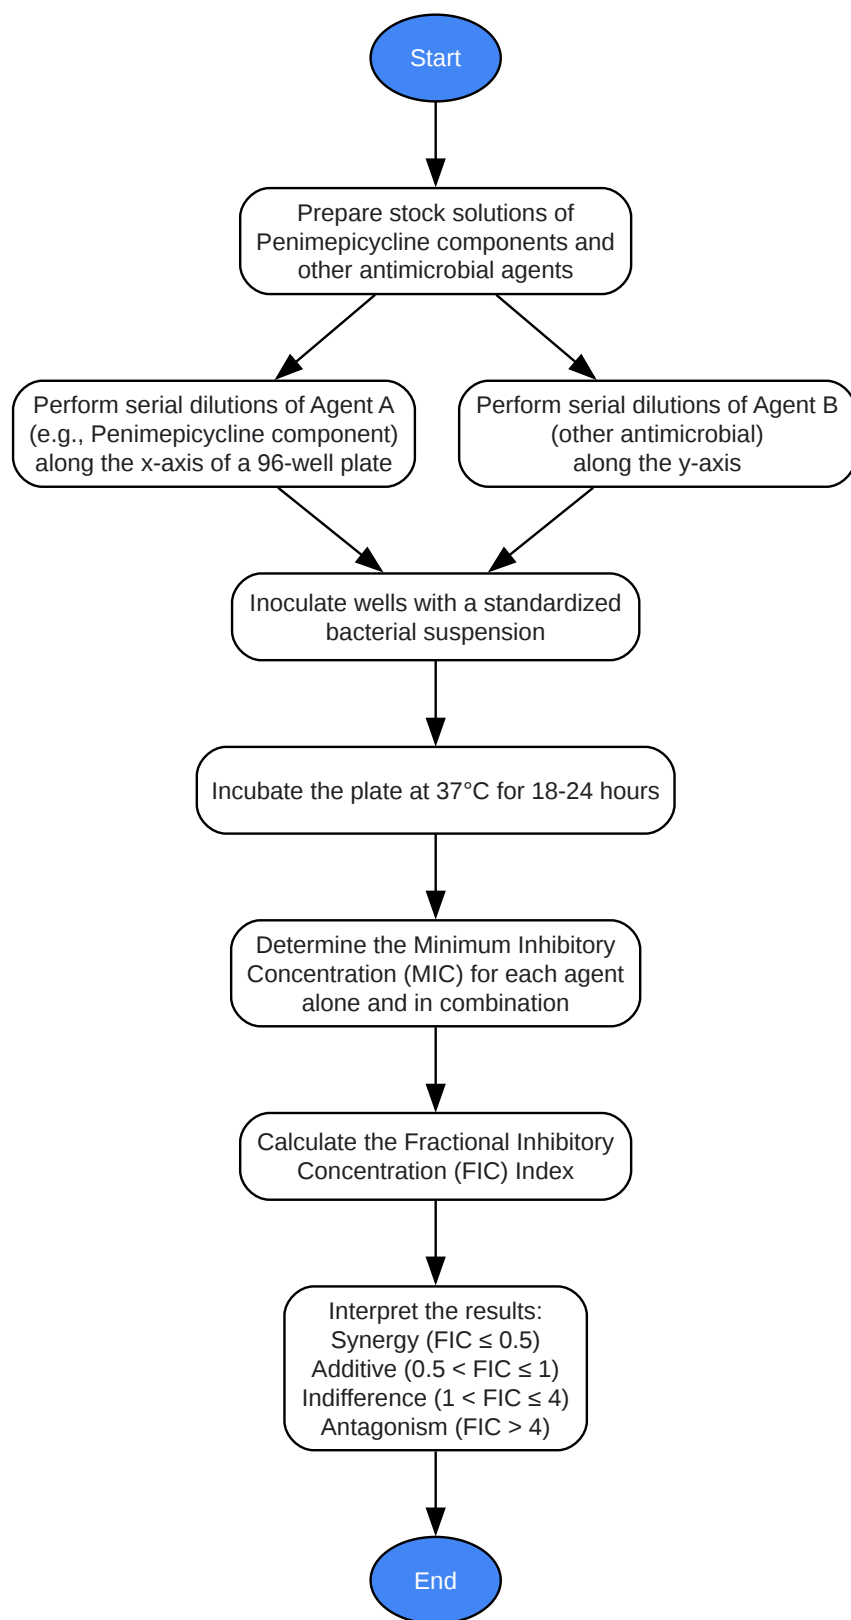 Start
Prepare stock solutions of
Penimepicycline components and
other antimicrobial agents
Perform serial dilutions of Agent A
(e.g., Penimepicycline component)
along the x-axis of a 96-well plate
Perform serial dilutions of Agent B
(other antimicrobial)
along the y-axis
Inoculate wells with a standardized
bacterial suspension
Incubate the plate at 37°C for 18-24 hours
Determine the Minimum Inhibitory
Concentration (MIC) for each agent
alone and in combination
Calculate the Fractional Inhibitory
Concentration (FIC) Index
Interpret the results:
Synergy (FIC ≤ 0.5)
Additive (0.5 < FIC ≤ 1)
Indifference (1 < FIC ≤ 4)
Antagonism (FIC > 4)
End